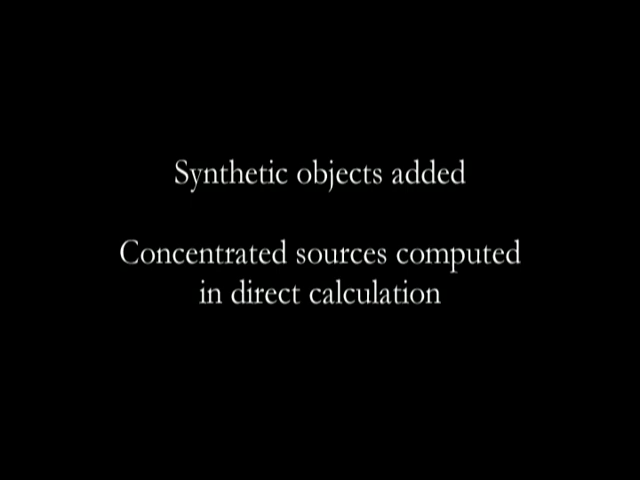 Synthetic objects added
Concentrated sources computed
in direct calculation